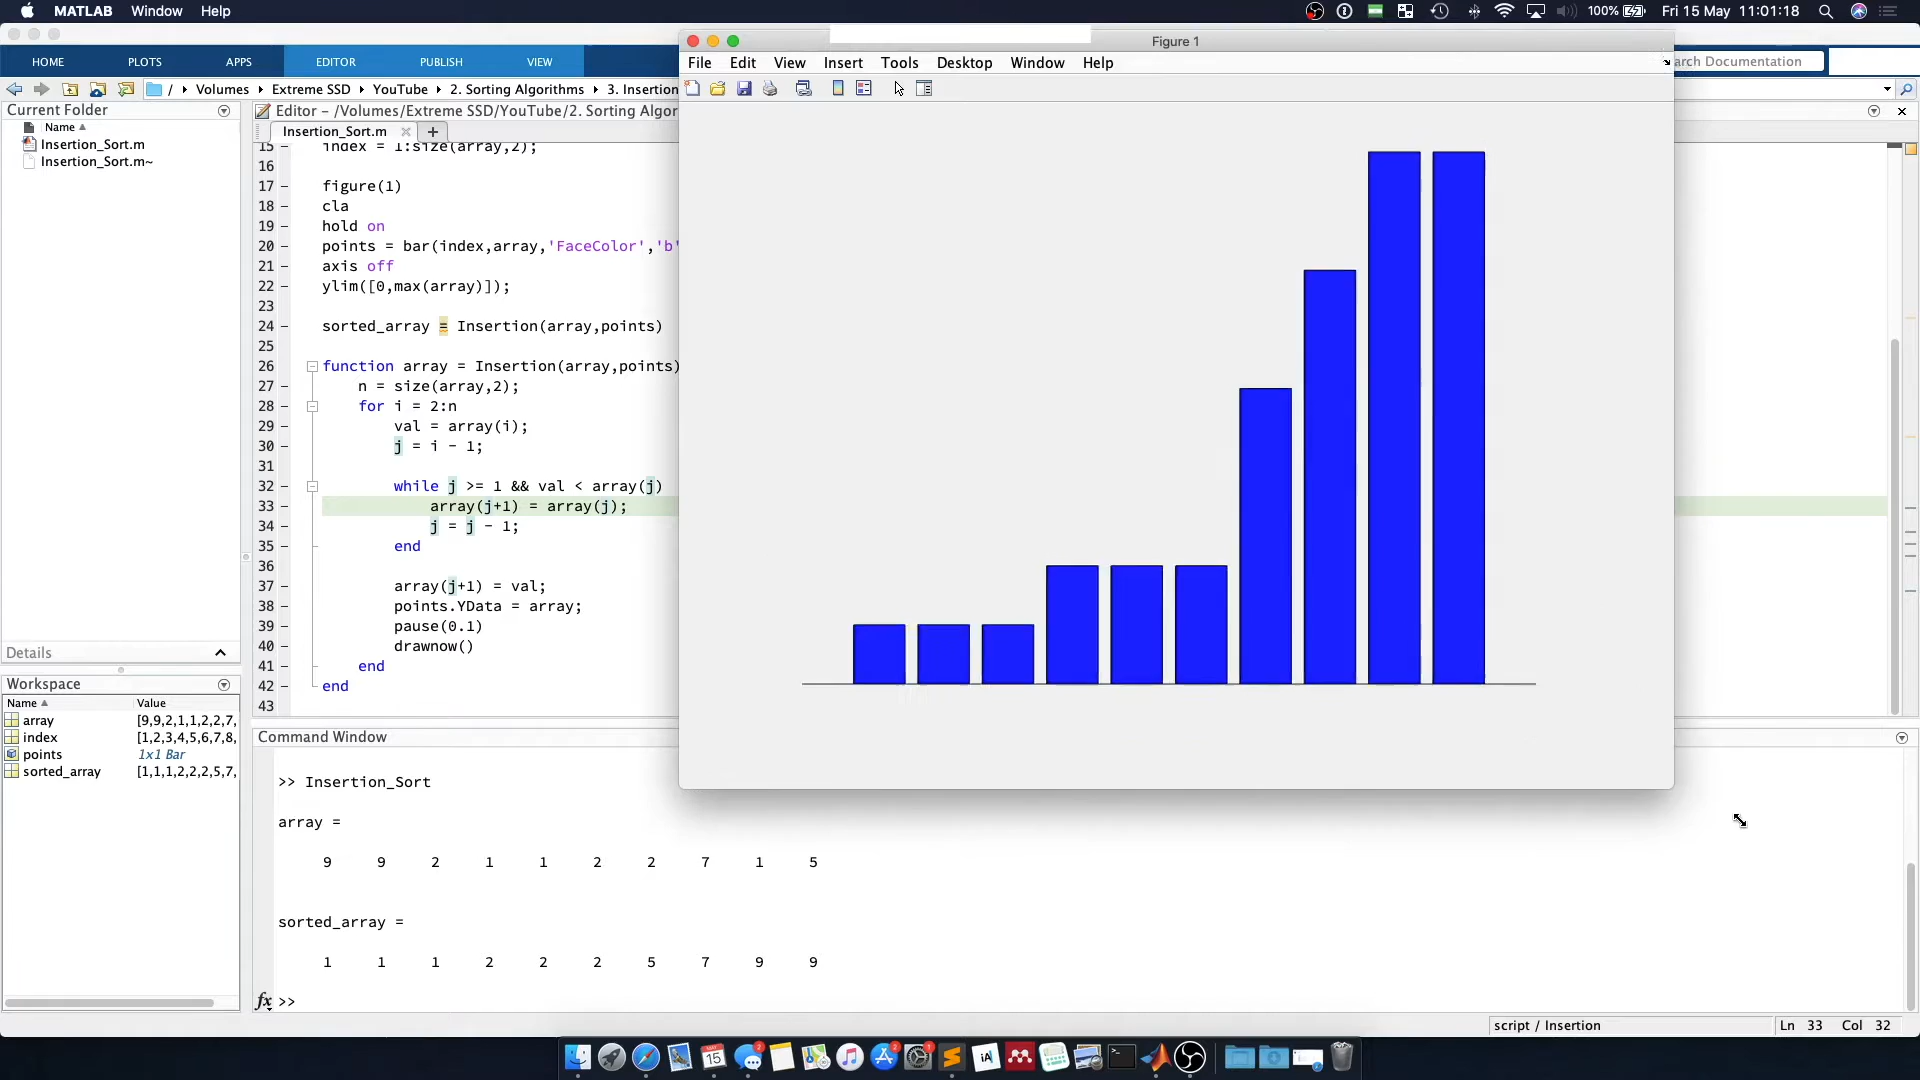 MATLAB Window Help
100% Fri 15 May 11:01:18
HOME PLOTS APPS EDITOR PUBLISH VIEW
arch Documentation
/ Volumes Extreme SSD YouTube 2. Sorting Algorithms 3. Insertion
Current Folder
Name
Insertion_Sort.m
Insertion_Sort.m~
Details
Workspace
Name Value
array [9,9,2,1,1,2,2,7,
index [1,2,3,4,5,6,7,8,
points 1x1 Bar
sorted_array [1,1,1,2,2,2,5,7,
Editor – /Volumes/Extreme SSD/YouTube/2. Sorting Algor
Insertion_Sort.m
15 – index = 1:size(array,2);
16
17 – figure(1)
18 – cla
19 – hold on
20 – points = bar(index,array,'FaceColor','b'
21 – axis off
22 – ylim([0,max(array)]);
23
24 – sorted_array = Insertion(array,points)
25
26 function array = Insertion(array,points)
27 – n = size(array,2);
28 – for i = 2:n
29 – val = array(i);
30 – j = i - 1;
31
32 – while j >= 1 && val < array(j)
33 – array(j+1) = array(j);
34 – j = j - 1;
35 – end
36
37 – array(j+1) = val;
38 – points.YData = array;
39 – pause(0.1)
40 – drawnow()
41 – end
42 – end
43
Figure 1
File Edit View Insert Tools Desktop Window Help
Command Window
>> Insertion_Sort
array =
9 9 2 1 1 2 2 7 1 5
sorted_array =
1 1 1 2 2 2 5 7 9 9
fx >>
script / Insertion Ln 33 Col 32
15 2 1 iA